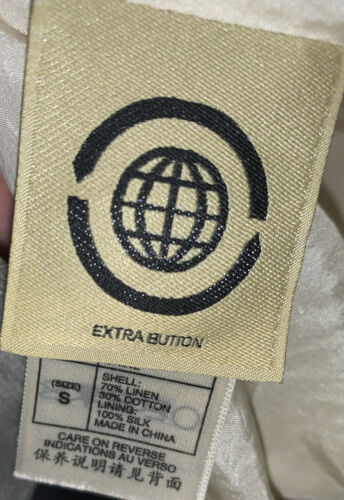 EXTRA BUTTON
SHELL:
70% LINEN
30% COTTON
LINING:
100% SILK
MADE IN CHINA
(SIZE)
S
CARE ON REVERSE
INDICATIONS AU VERSO
保养说明请见背面